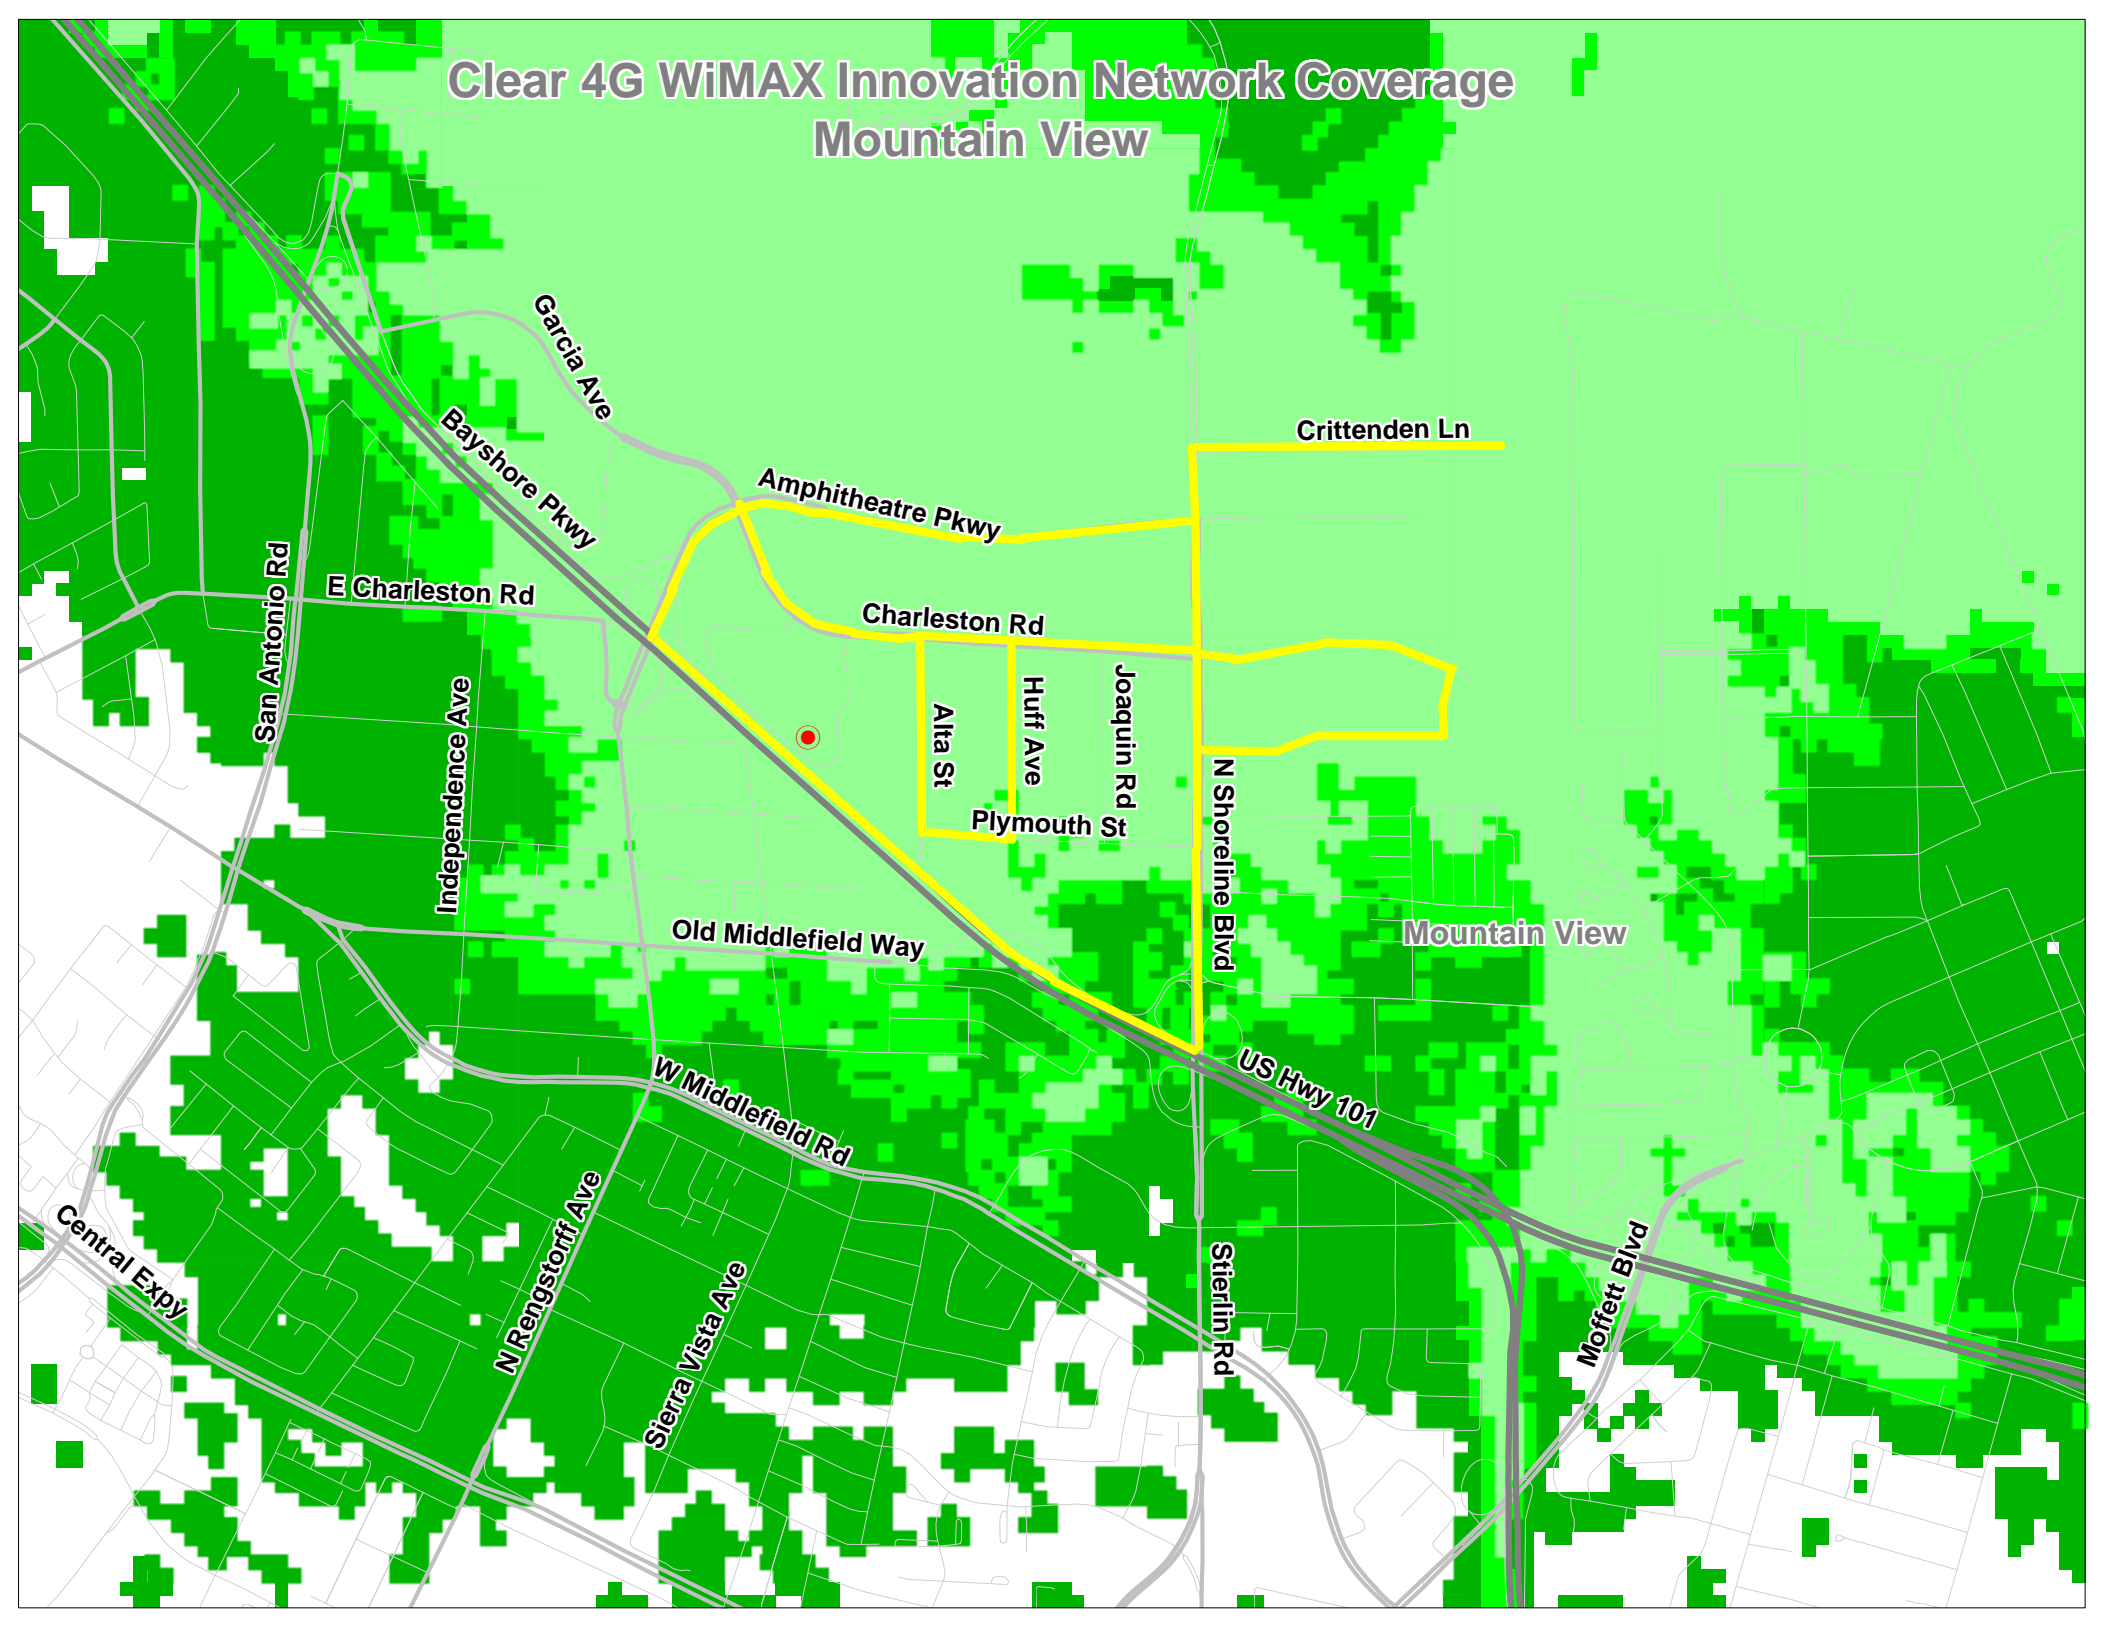 Clear 4G WiMAX Innovation Network Coverage
Mountain View
Garcia Ave
Bayshore Pkwy
Crittenden Ln
Amphitheatre Pkwy
San Antonio Rd
E Charleston Rd
Charleston Rd
Independence Ave
Alta St
Huff Ave
Joaquin Rd
N Shoreline Blvd
Plymouth St
Old Middlefield Way
Mountain View
W Middlefield Rd
US Hwy 101
Central Expy
N Rengstorff Ave
Sierra Vista Ave
Stierlin Rd
Moffett Blvd